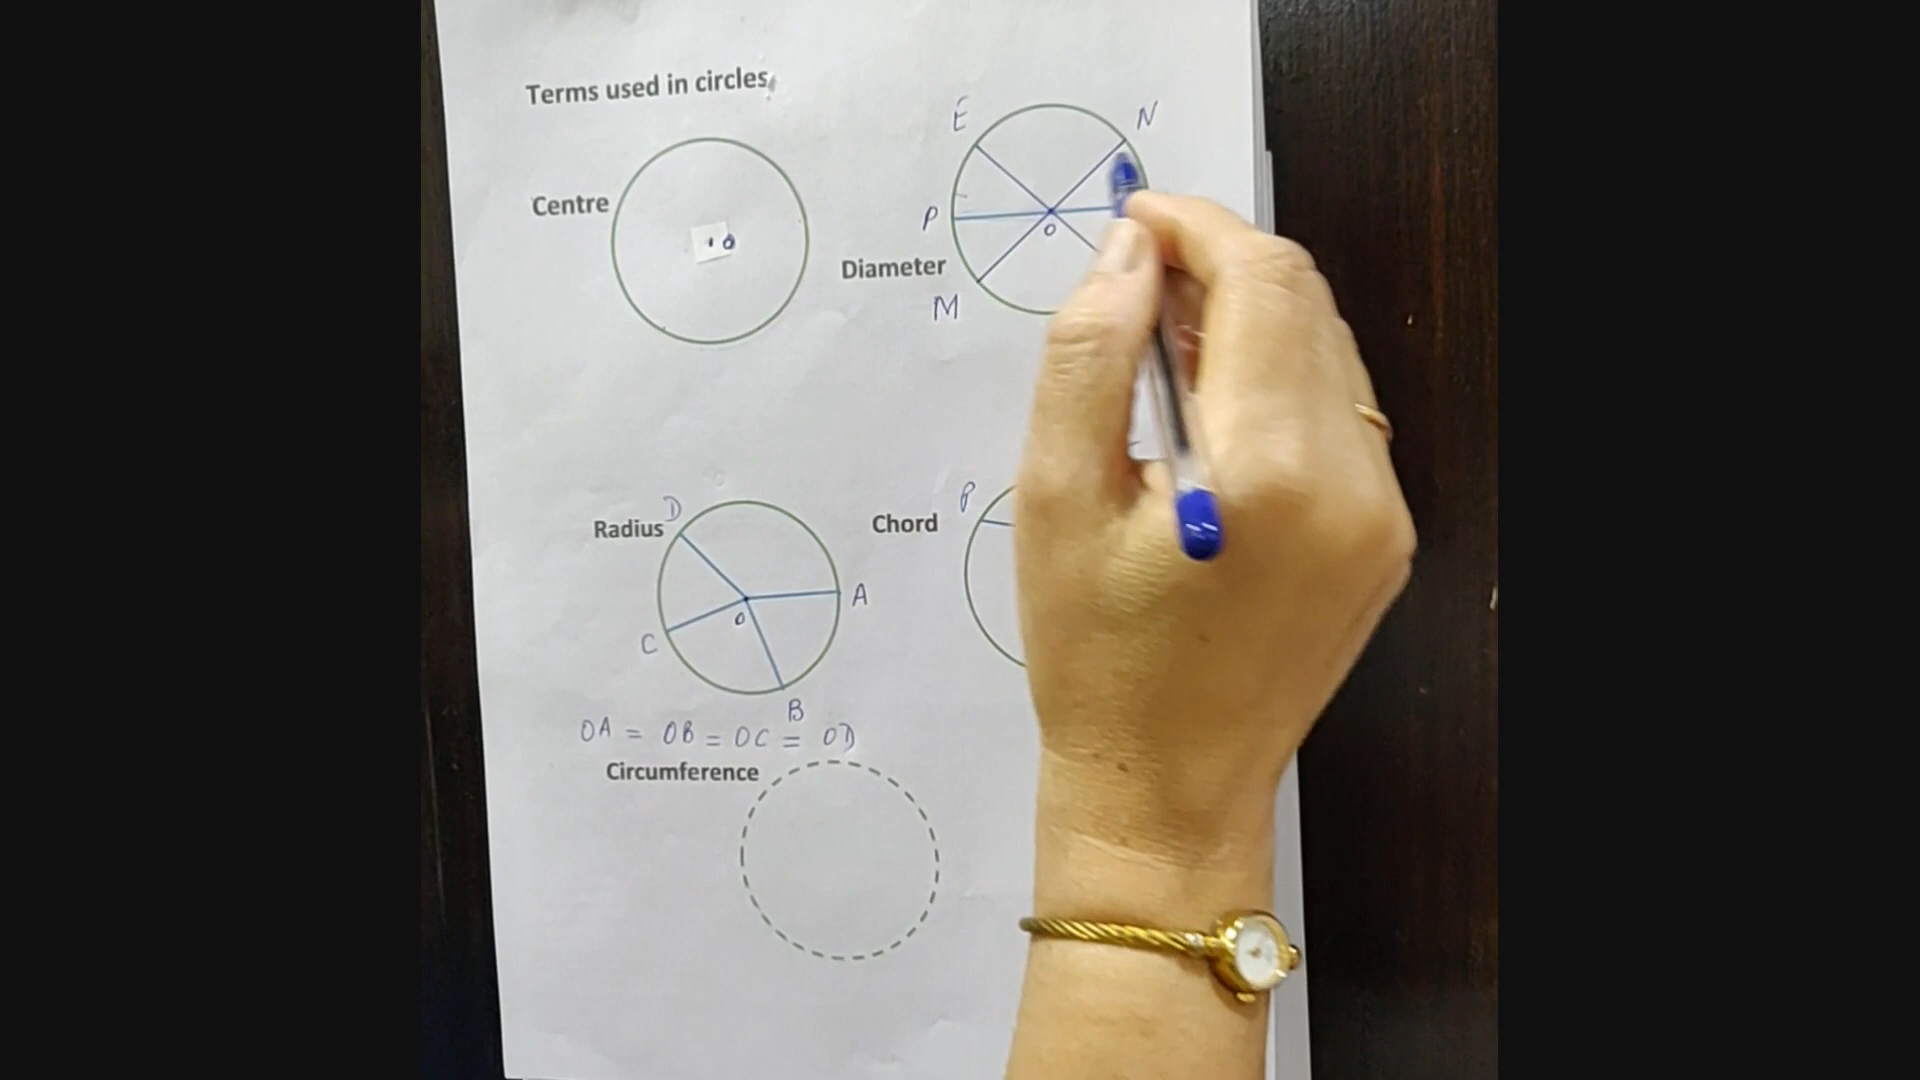 Terms used in circles
E
N
Centre
P
O
O
Diameter
M
D
P
Radius
Chord
A
O
C
B
OA = OB = OC = OD
Circumference